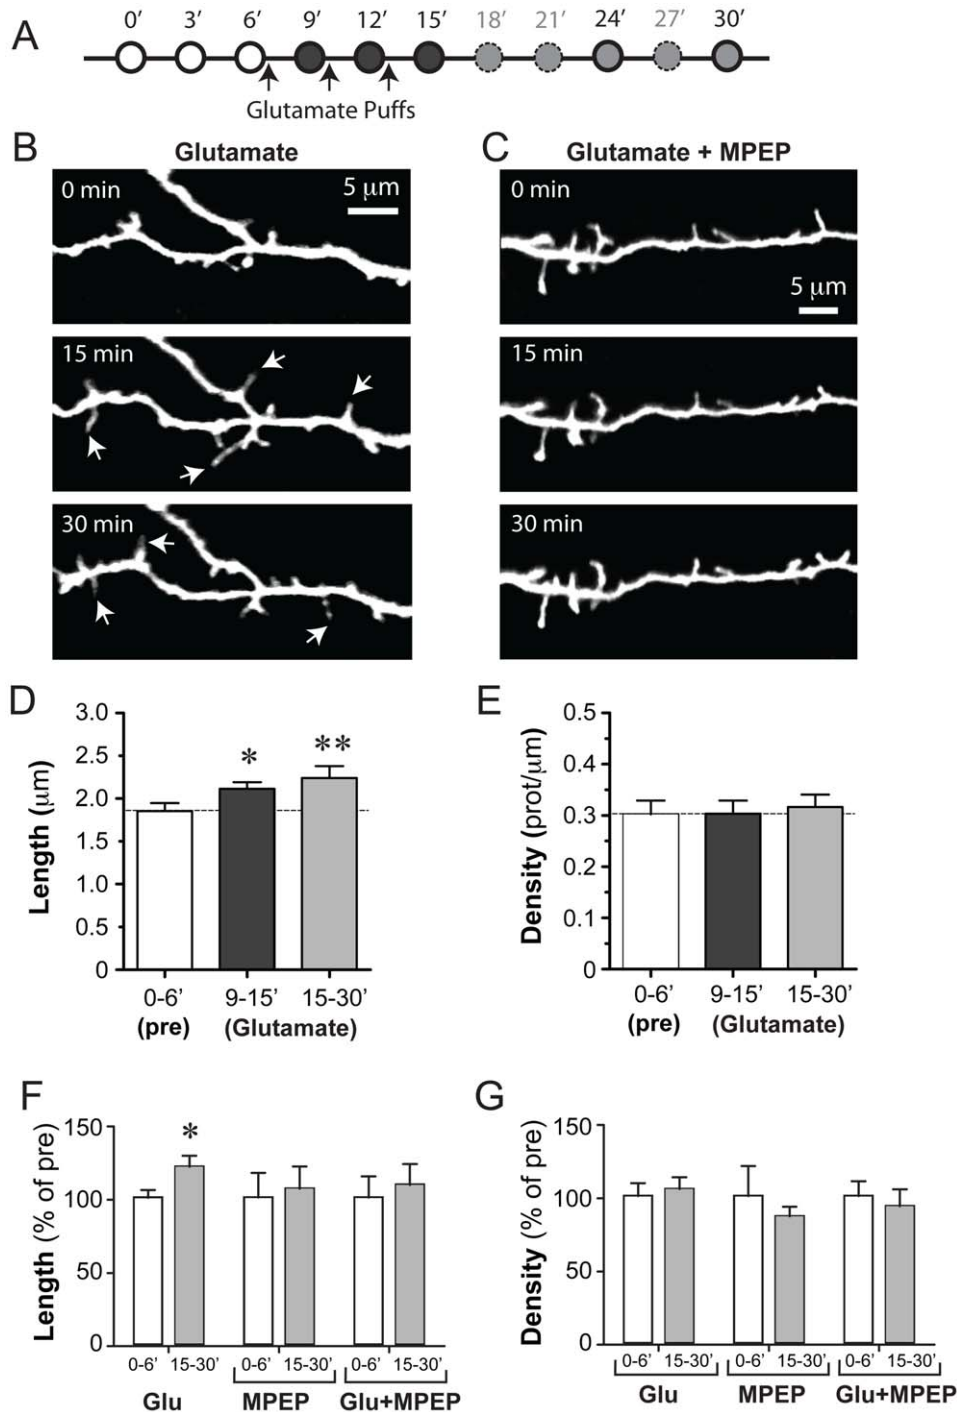 A
0′ 3′ 6′ 9′ 12′ 15′ 18′ 21′ 24′ 27′ 30′
Glutamate Puffs
B
Glutamate
0 min
5 μm
15 min
30 min
C
Glutamate + MPEP
0 min
5 μm
15 min
30 min
D
Length (μm)
3.0
2.5
2.0
1.5
1.0
0.5
0
* **
0-6’ 9-15’ 15-30’
(pre) (Glutamate)
E
Density (prot/μm)
0.5
0.4
0.3
0.2
0.1
0
0-6’ 9-15’ 15-30’
(pre) (Glutamate)
F
Length (% of pre)
150
100
50
0
*
0-6’ 15-30’ 0-6’ 15-30’ 0-6’ 15-30’
Glu MPEP Glu+MPEP
G
Density (% of pre)
150
100
50
0
0-6’ 15-30’ 0-6’ 15-30’ 0-6’ 15-30’
Glu MPEP Glu+MPEP